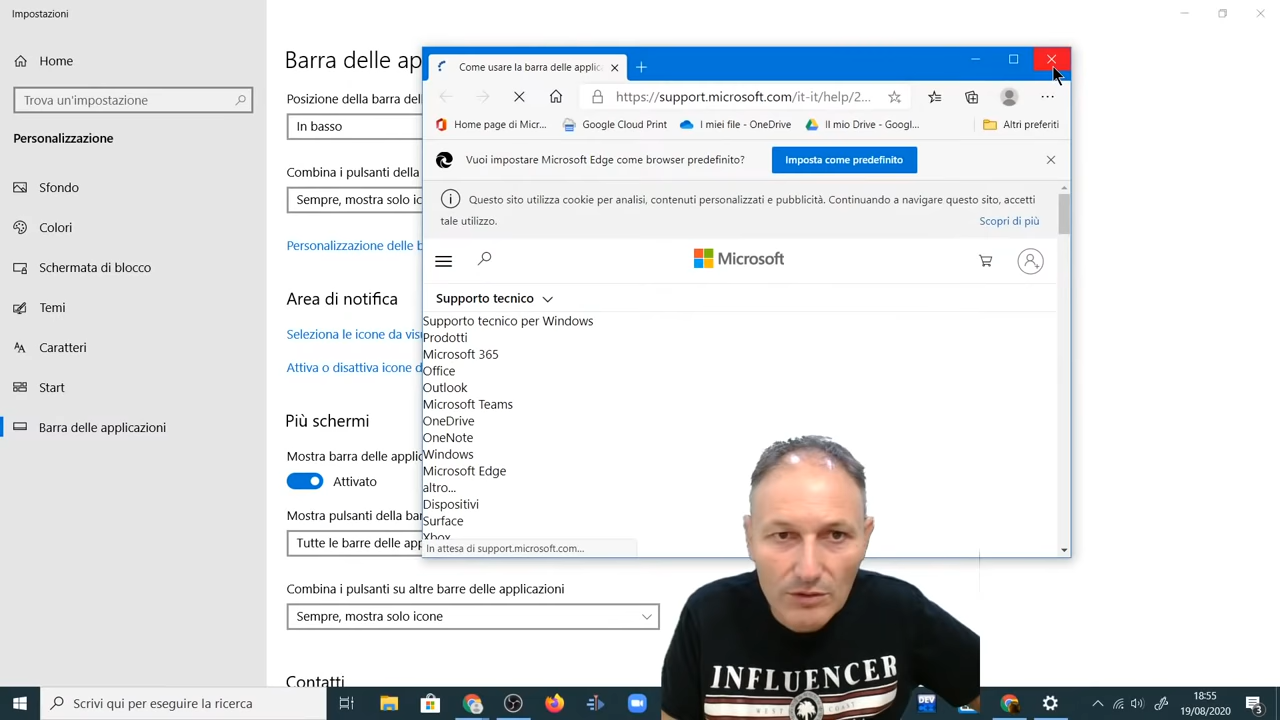 Impostazioni
Home
Trova un'impostazione
Personalizzazione
Sfondo
Colori
Schermata di blocco
Temi
Caratteri
Start
Barra delle applicazioni
Barra delle ap
Posizione della barra de
In basso
Combina i pulsanti della
Sempre, mostra solo ic
Personalizzazione delle b
Area di notifica
Seleziona le icone da visu
Attiva o disattiva icone d
Più schermi
Mostra barra delle applic
Attivato
Mostra pulsanti della bar
Tutte le barre delle app
Combina i pulsanti su altre barre delle applicazioni
Sempre, mostra solo icone
Contatti
Come usare la barra delle applic
https://support.microsoft.com/it-it/help/2...
Home page di Micr...
Google Cloud Print
I miei file - OneDrive
Il mio Drive - Googl...
Altri preferiti
Vuoi impostare Microsoft Edge come browser predefinito?
Imposta come predefinito
Questo sito utilizza cookie per analisi, contenuti personalizzati e pubblicità. Continuando a navigare questo sito, accetti
tale utilizzo.
Scopri di più
Microsoft
Supporto tecnico
Supporto tecnico per Windows
Prodotti
Microsoft 365
Office
Outlook
Microsoft Teams
OneDrive
OneNote
Windows
Microsoft Edge
altro...
Dispositivi
Surface
Xbox
In attesa di support.microsoft.com...
INFLUENCER
WEST COAST
Scrivi qui per eseguire la ricerca
DEV
18:55
19/08/2020
3